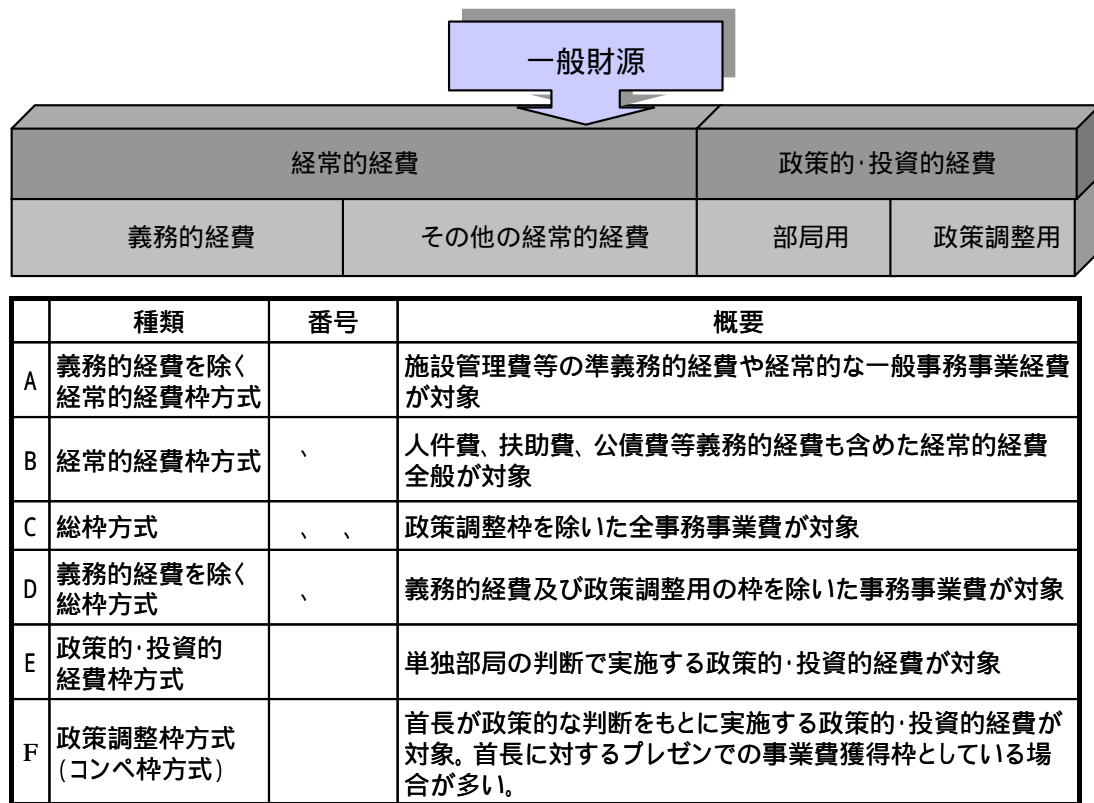 一般財源
経常的経費 政策的・投資的経費
義務的経費 その他の経常的経費 部局用 政策調整用
種類 番号 概要
A 義務的経費を除く
経常的経費枠方式
施設管理費等の準義務的経費や経常的な一般事務事業経費
が対象
B 経常的経費枠方式 、
人件費、扶助費、公債費等義務的経費も含めた経常的経費
全般が対象
C 総枠方式 、 、 政策調整枠を除いた全事務事業費が対象
D 義務的経費を除く
総枠方式
、 義務的経費及び政策調整用の枠を除いた事務事業費が対象
E 政策的・投資的
経費枠方式
単独部局の判断で実施する政策的・投資的経費が対象
F 政策調整枠方式
(コンペ枠方式)
首長が政策的な判断をもとに実施する政策的・投資的経費が
対象。首長に対するプレゼンでの事業費獲得枠としている場
合が多い。